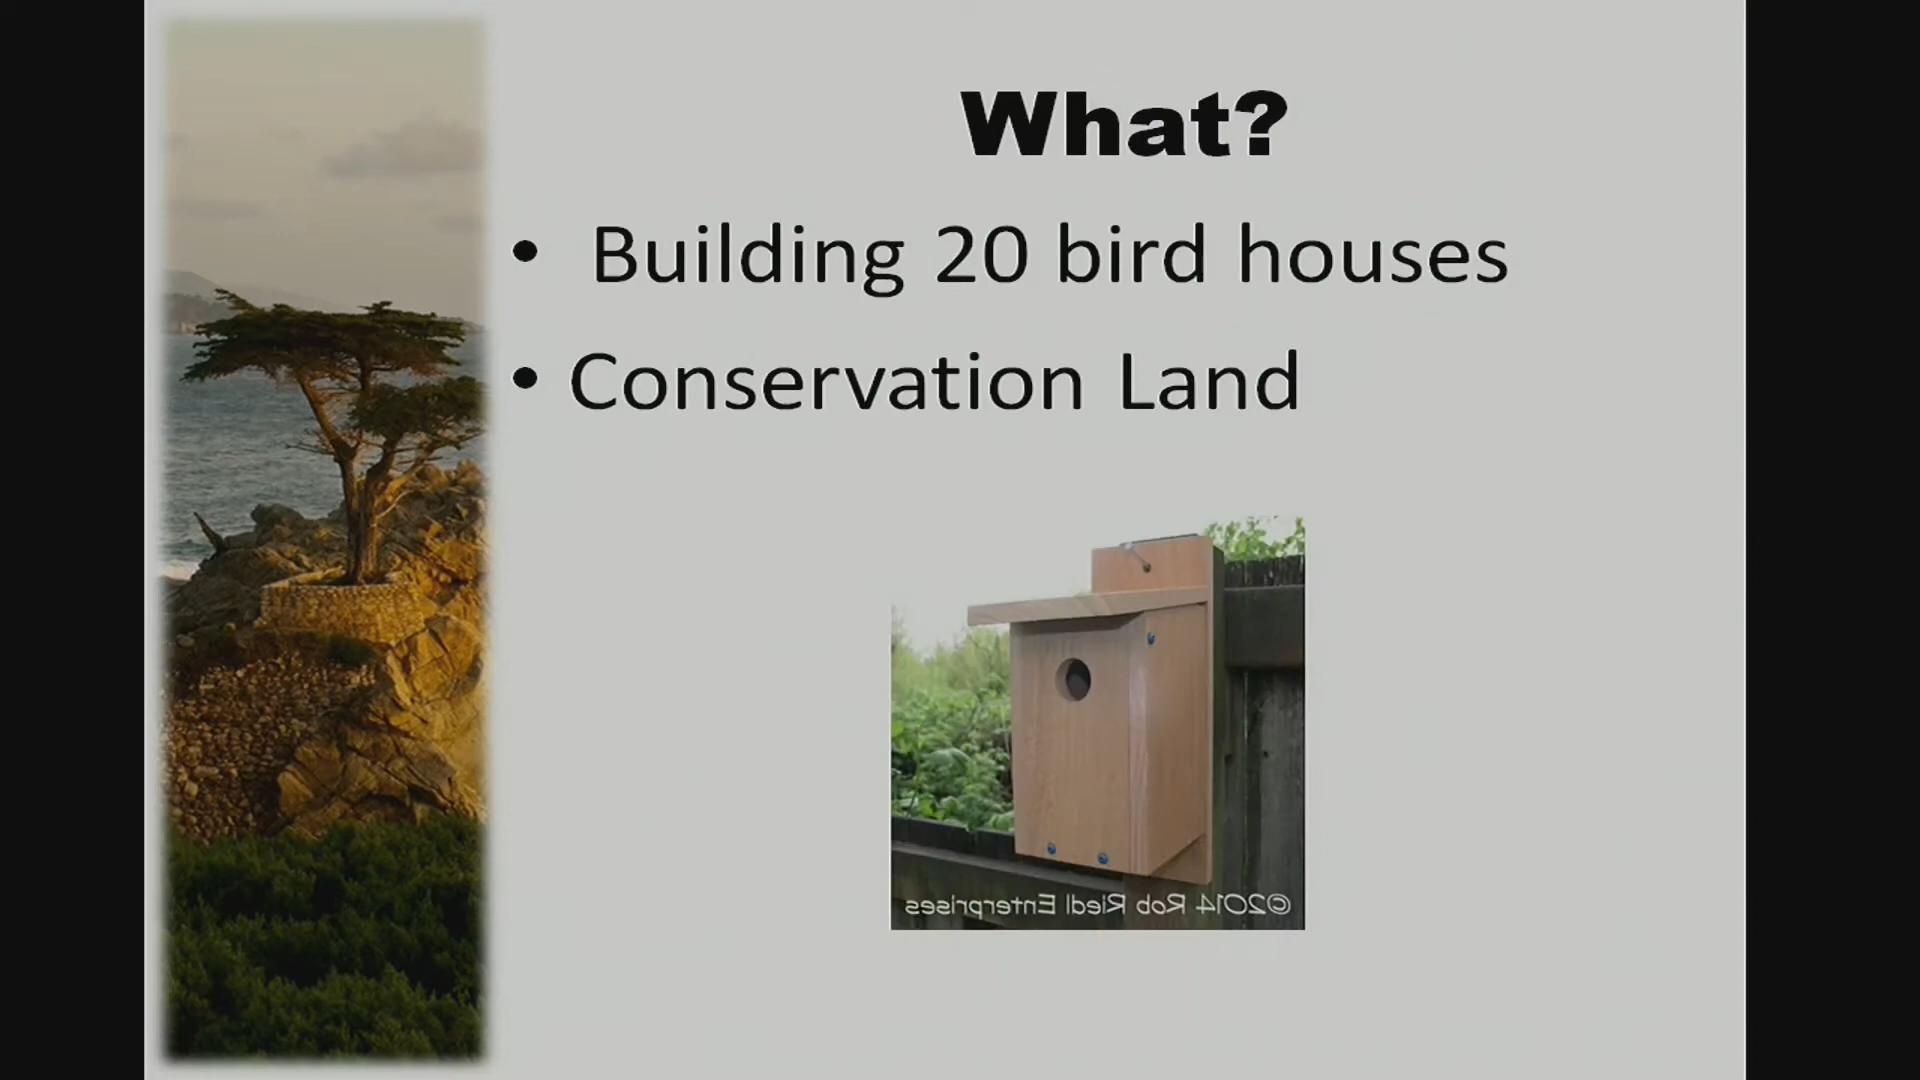 What?
• Building 20 bird houses
• Conservation Land
©2014 Rob Riedl Enterprises